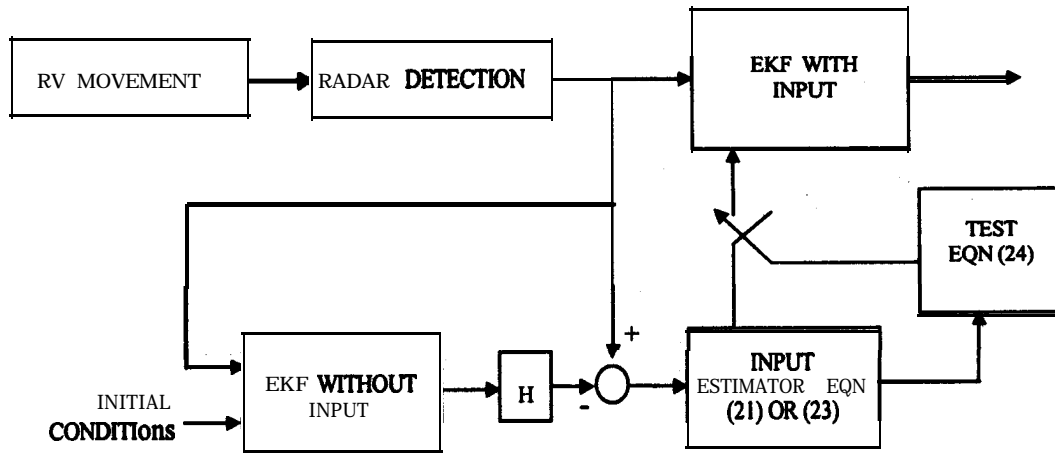 RV MOVEMENT
RADAR DETECTION
EKF WITH
INPUT
TEST
EQN (24)
+
INPUT
ESTIMATOR EQN
(21) OR (23)
H
-
EKF WITHOUT
INPUT
INITIAL
CONDITIons